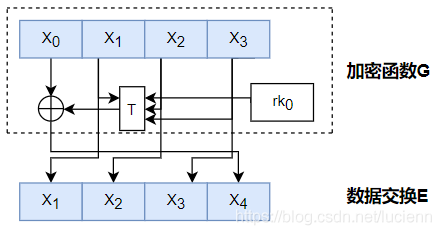 X0 X1 X2 X3
加密函数G
T
rk0
X1 X2 X3 X4
数据交换E
https://blog.csdn.net/lucienn